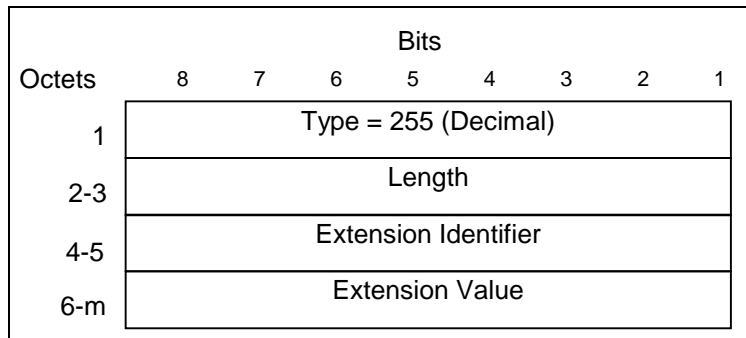 Bits
Octets 8 7 6 5 4 3 2 1
1 Type = 255 (Decimal)
2-3 Length
4-5 Extension Identifier
6-m Extension Value